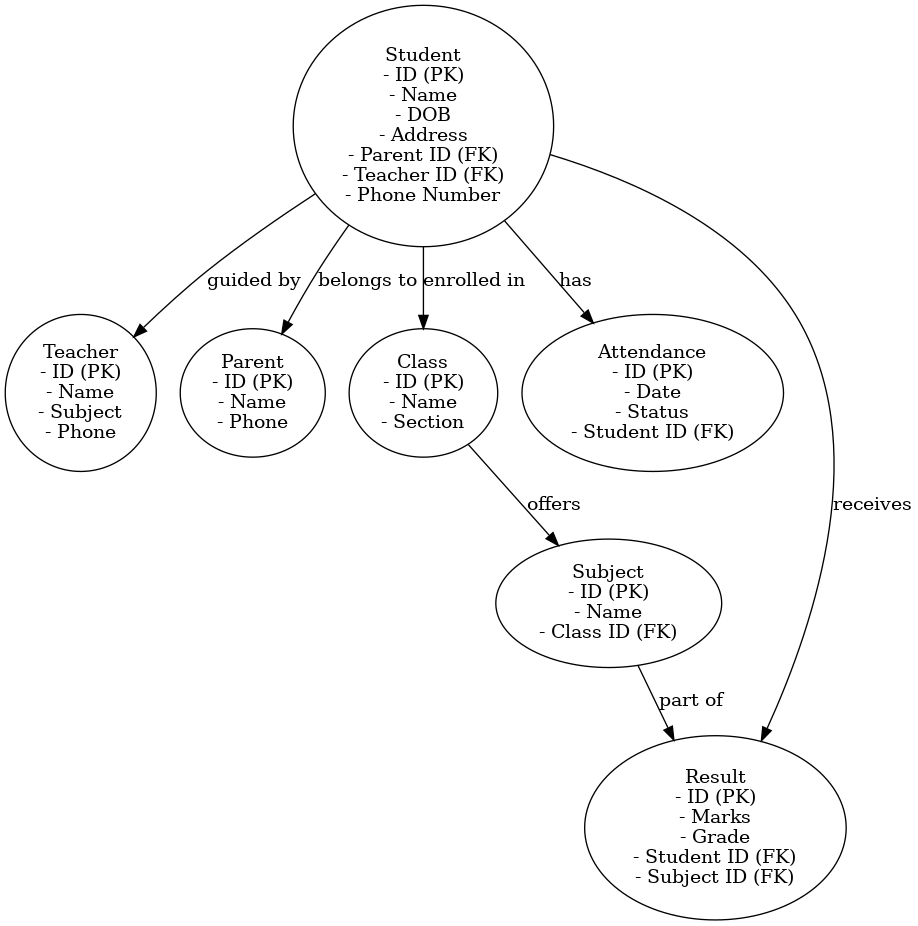 Student
- ID (PK)
- Name
- DOB
- Address
- Parent ID (FK)
- Teacher ID (FK)
- Phone Number
guided by
belongs to
enrolled in
has
Teacher
- ID (PK)
- Name
- Subject
- Phone
Parent
- ID (PK)
- Name
- Phone
Class
- ID (PK)
- Name
- Section
Attendance
- ID (PK)
- Date
- Status
- Student ID (FK)
offers
receives
Subject
- ID (PK)
- Name
- Class ID (FK)
part of
Result
- ID (PK)
- Marks
- Grade
- Student ID (FK)
- Subject ID (FK)